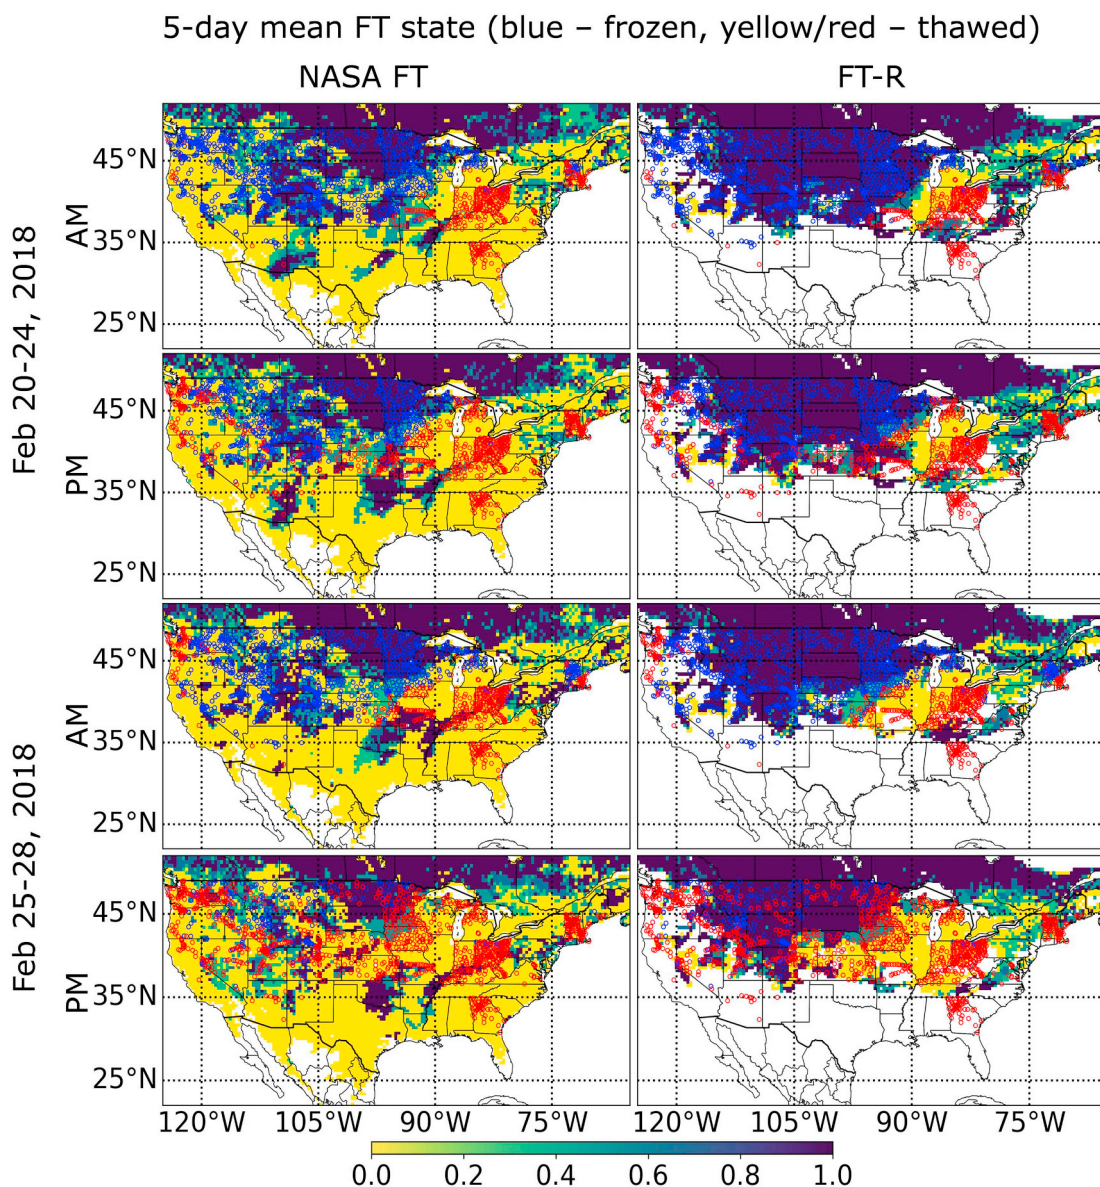 5-day mean FT state (blue – frozen, yellow/red – thawed)
NASA FT
FT-R
Feb 20-24, 2018
AM
45°N
35°N
25°N
PM
45°N
35°N
25°N
Feb 25-28, 2018
AM
45°N
35°N
25°N
PM
45°N
35°N
25°N
120°W 105°W 90°W 75°W
120°W 105°W 90°W 75°W
0.0 0.2 0.4 0.6 0.8 1.0